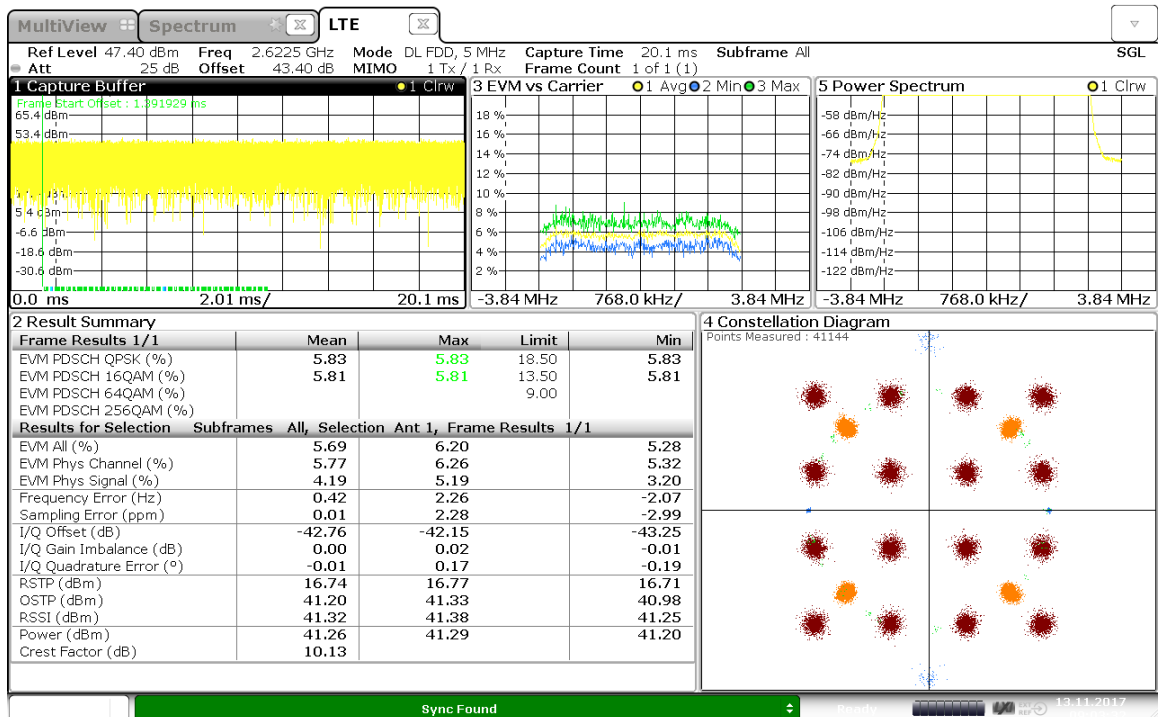 MultiView Spectrum LTE
Ref Level 47.40 dBm Freq 2.6225 GHz Mode DL FDD, 5 MHz Capture Time 20.1 ms Subframe All SGL
Att 25 dB Offset 43.40 dB MIMO 1 Tx / 1 Rx Frame Count 1 of 1 (1)
1 Capture Buffer 1 Clrw
Frame Start Offset : 1.391929 ms
65.4 dBm
53.4 dBm
5.4 dBm
-6.6 dBm
-18.6 dBm
-30.6 dBm
0.0 ms 2.01 ms/ 20.1 ms
3 EVM vs Carrier 1 Avg 2 Min 3 Max
18 %
16 %
14 %
12 %
10 %
8 %
6 %
4 %
2 %
-3.84 MHz 768.0 kHz/ 3.84 MHz
5 Power Spectrum 1 Clrw
-58 dBm/Hz
-66 dBm/Hz
-74 dBm/Hz
-82 dBm/Hz
-90 dBm/Hz
-98 dBm/Hz
-106 dBm/Hz
-114 dBm/Hz
-122 dBm/Hz
-3.84 MHz 768.0 kHz/ 3.84 MHz
2 Result Summary
Frame Results 1/1 Mean Max Limit Min
EVM PDSCH QPSK (%) 5.83 5.83 18.50 5.83
EVM PDSCH 16QAM (%) 5.81 5.81 13.50 5.81
EVM PDSCH 64QAM (%) 9.00
EVM PDSCH 256QAM (%)
Results for Selection Subframes All, Selection Ant 1, Frame Results 1/1
EVM All (%) 5.69 6.20 5.28
EVM Phys Channel (%) 5.77 6.26 5.32
EVM Phys Signal (%) 4.19 5.19 3.20
Frequency Error (Hz) 0.42 2.26 -2.07
Sampling Error (ppm) 0.01 2.28 -2.99
I/Q Offset (dB) -42.76 -42.15 -43.25
I/Q Gain Imbalance (dB) 0.00 0.02 -0.01
I/Q Quadrature Error (°) -0.01 0.17 -0.19
RSTP (dBm) 16.74 16.77 16.71
OSTP (dBm) 41.20 41.33 40.98
RSSI (dBm) 41.32 41.38 41.25
Power (dBm) 41.26 41.29 41.20
Crest Factor (dB) 10.13
4 Constellation Diagram
Points Measured : 41144
Sync Found Ready LXI EXT REF 13.11.2017